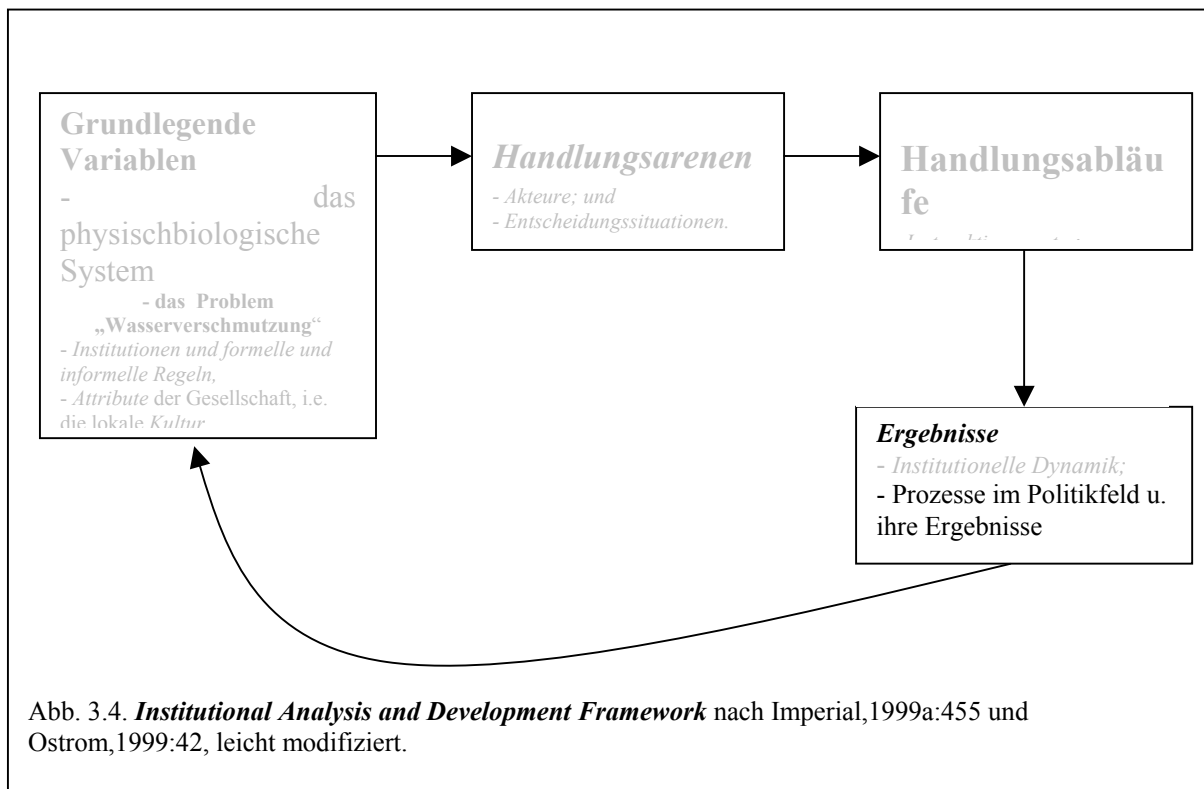 Grundlegende
Variablen
- das
physischbiologische
System
- das Problem
„Wasserverschmutzung“
- Institutionen und formelle und
informelle Regeln,
- Attribute der Gesellschaft, i.e.
die lokale Kultur
Handlungsarenen
- Akteure; und
- Entscheidungssituationen.
Handlungsabläu
fe
Ergebnisse
- Institutionelle Dynamik;
- Prozesse im Politikfeld u.
ihre Ergebnisse
Abb. 3.4. Institutional Analysis and Development Framework nach Imperial,1999a:455 und
Ostrom,1999:42, leicht modifiziert.